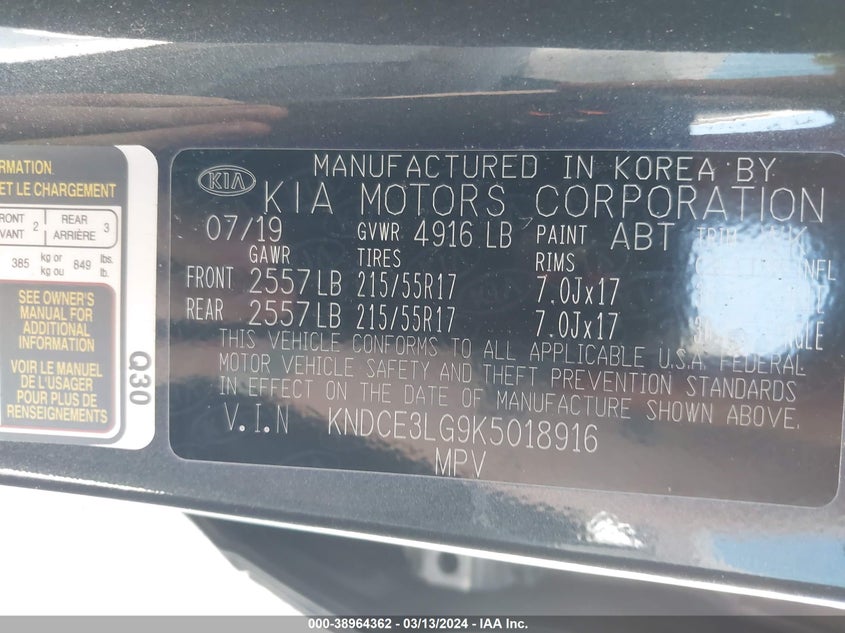 RMATION
ET LE CHARGEMENT
FRONT 2 REAR 3
VANT ARRIÈRE
385 kg or 849 lbs.
kg ou lb.
SEE OWNER'S
MANUAL FOR
ADDITIONAL
INFORMATION
VOIR LE MANUEL
DE L'USAGER
POUR PLUS DE
RENSEIGNEMENTS
Q30
KIA
MANUFACTURED IN KOREA BY
KIA MOTORS CORPORATION
07/19 GVWR 4916 LB PAINT ABT TRIM
GAWR TIRES RIMS
FRONT 2557LB 215/55R17 7.0Jx17
REAR 2557LB 215/55R17 7.0Jx17
THIS VEHICLE CONFORMS TO ALL APPLICABLE U.S.A. FEDERAL
MOTOR VEHICLE SAFETY AND THEFT PREVENTION STANDARDS
IN EFFECT ON THE DATE OF MANUFACTURE SHOWN ABOVE.
V.I.N KNDCE3LG9K5018916
MPV
000-38964362 - 03/13/2024 - IAA Inc.